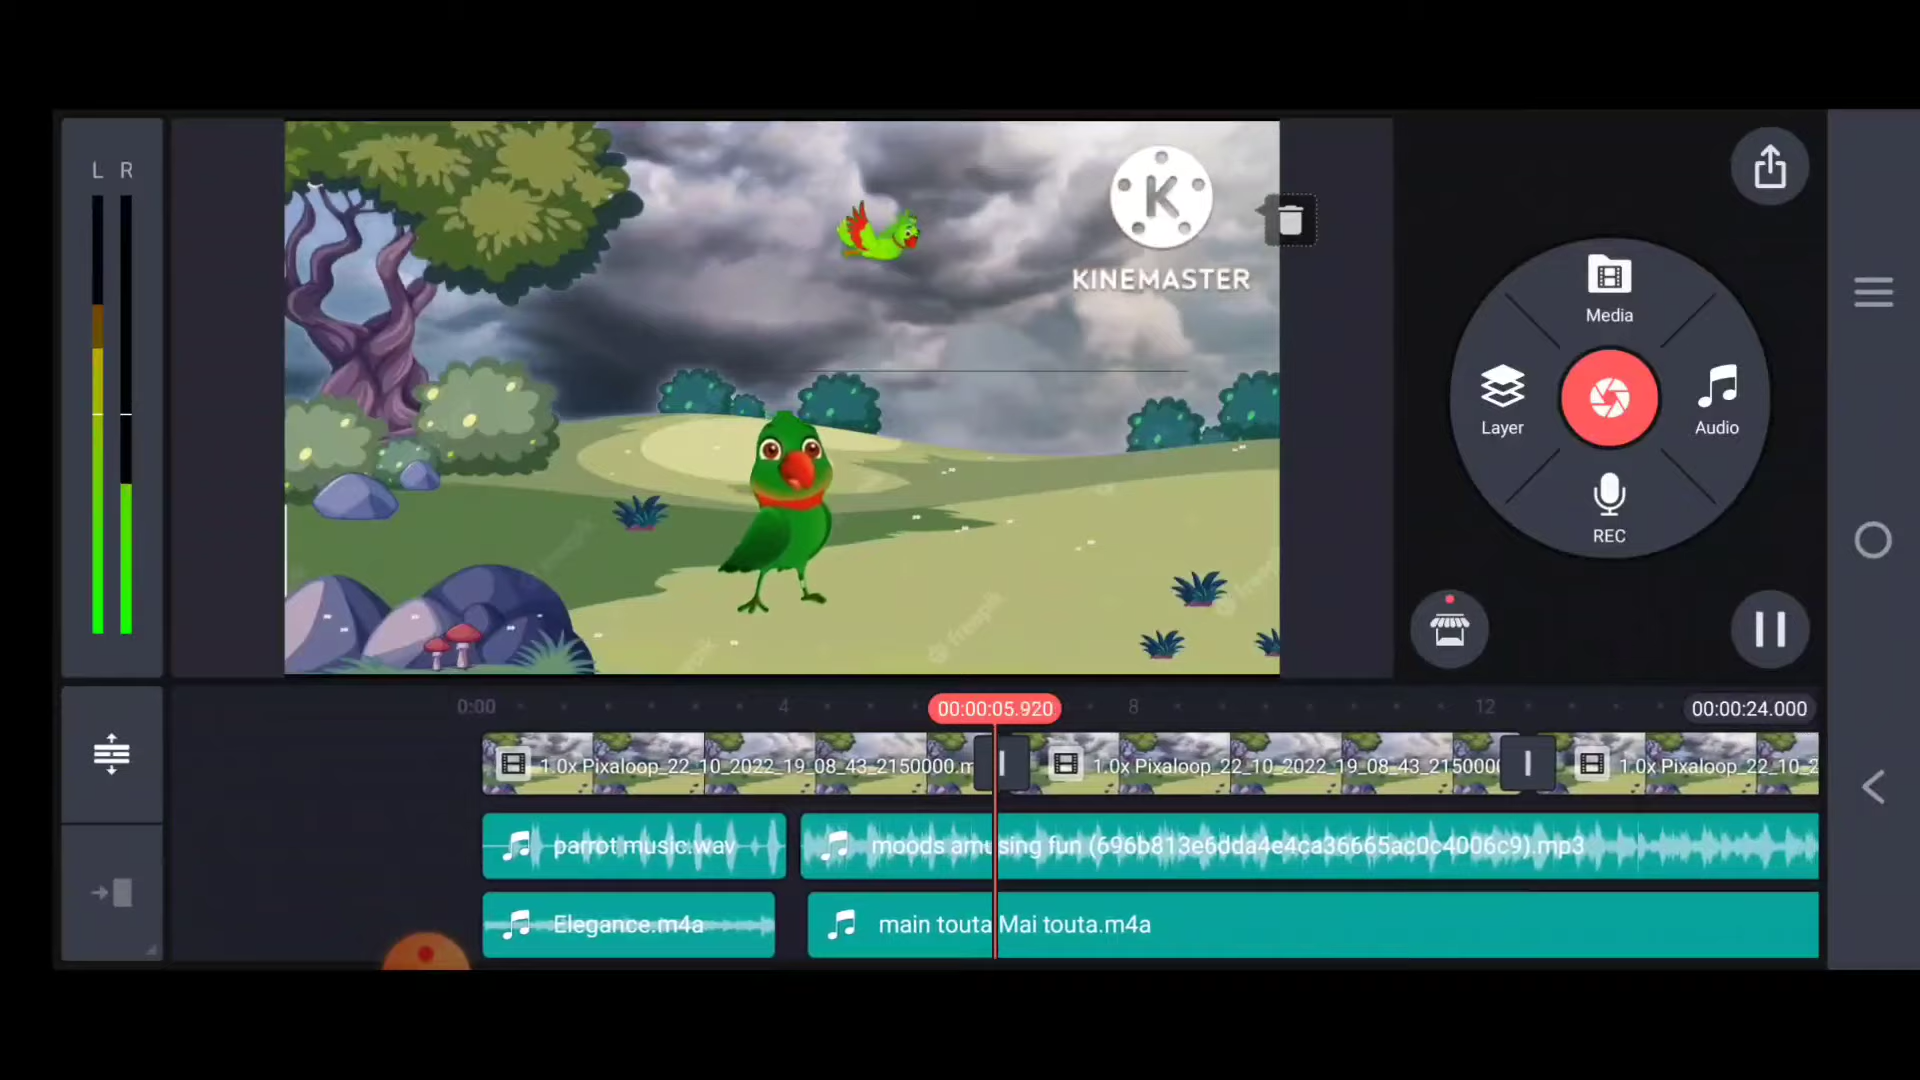 L R
K
KINEMASTER
Media
Layer
Audio
REC
freepik
0:00
4
00:00:05.920
8
12
00:00:24.000
1.0x Pixaloop_22_10_2022_19_08_43_2150000.m
1.0x Pixaloop_22_10_2022_19_08_43_215000(
1.0x Pixaloop_22_10_2
parrot music.wav
moods amusing fun (696b813e6dda4e4ca36665ac0c4006c9).mp3
Elegance.m4a
main touta Mai touta.m4a